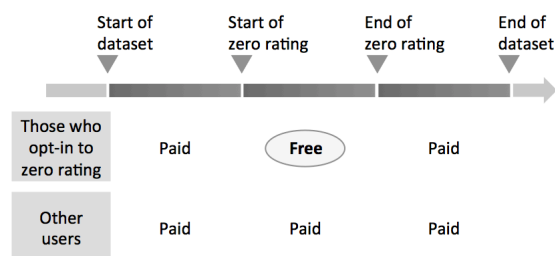 Start of
dataset
Start of
zero rating
End of
zero rating
End of
dataset
Those who
opt-in to
zero rating
Paid
Free
Paid
Other
users
Paid
Paid
Paid